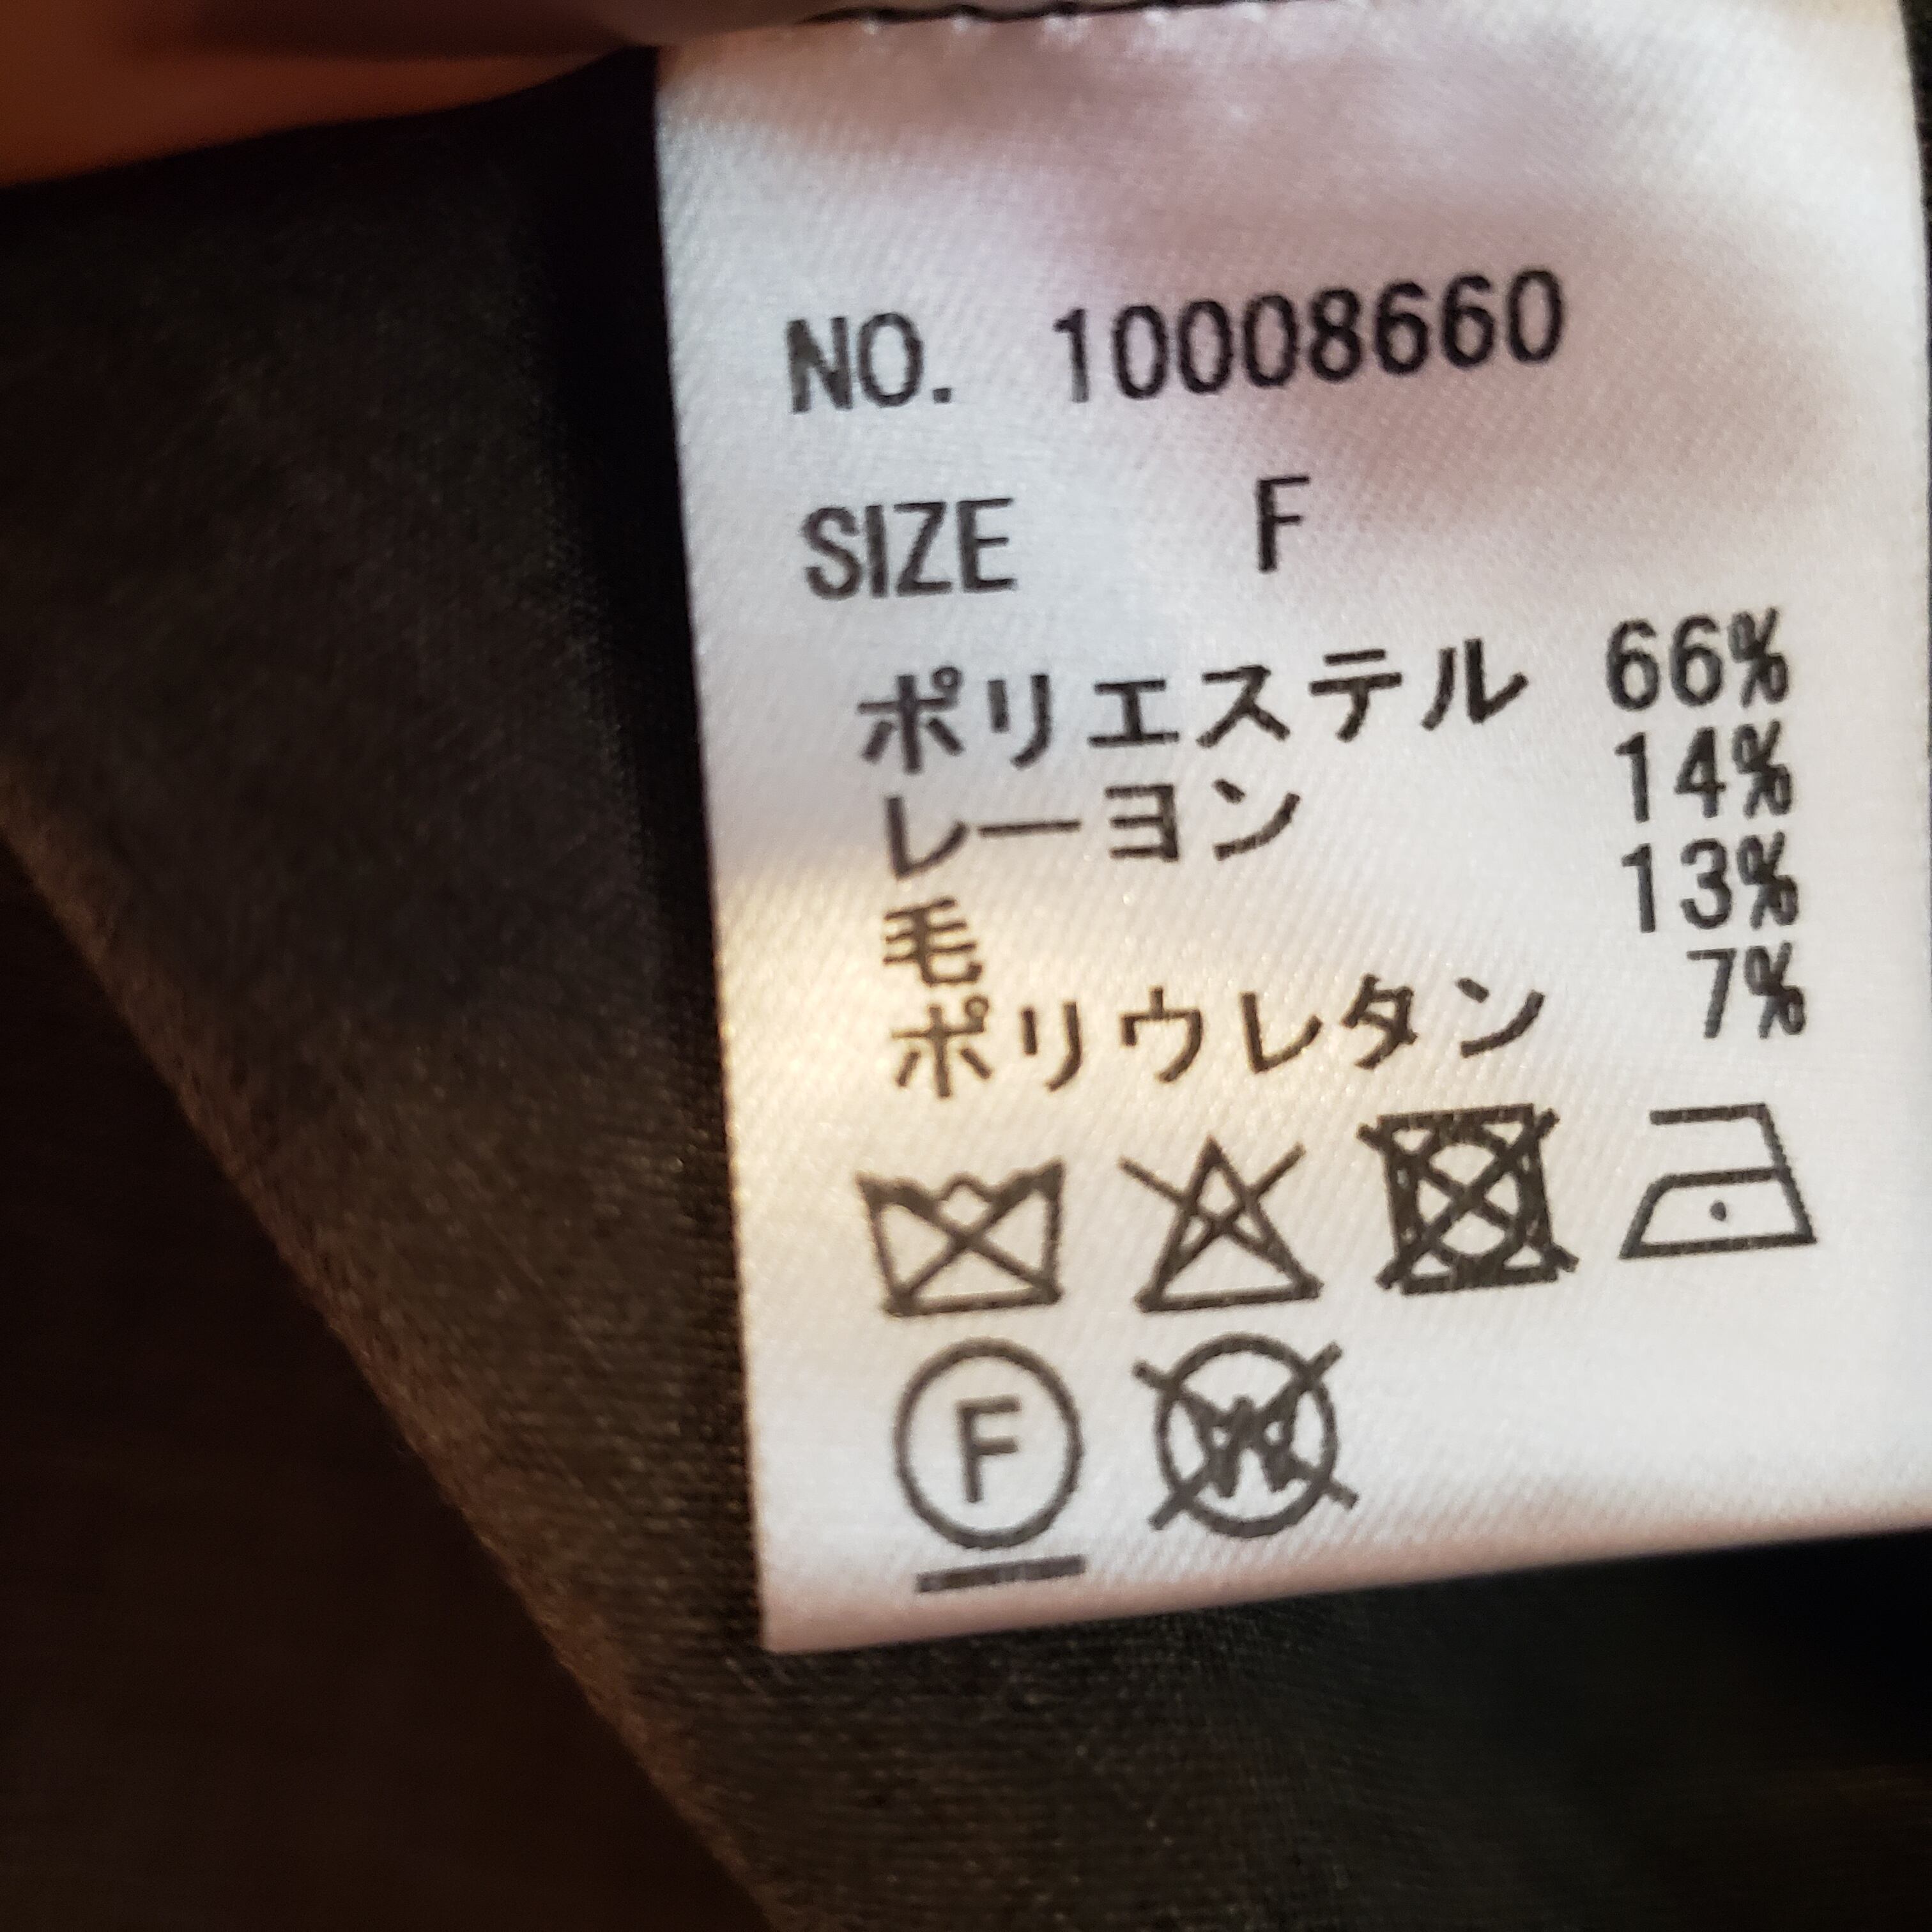 NO. 10008660
SIZE F
ポリエステル 66%
レーヨン 14%
毛 13%
ポリウレタン 7%
F W